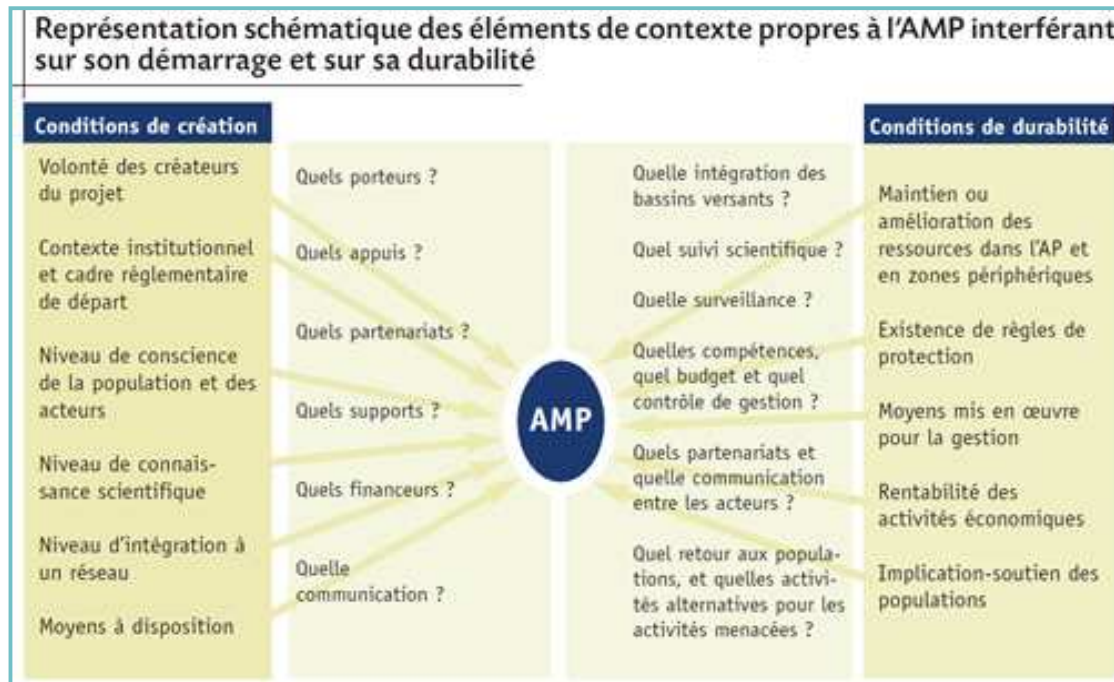 Représentation schématique des éléments de contexte propres à l'AMP interférant
sur son démarrage et sur sa durabilité
Conditions de création
Volonté des créateurs
du projet
Contexte institutionnel
et cadre réglementaire
de départ
Niveau de conscience
de la population et des
acteurs
Niveau de connais-
sance scientifique
Niveau d'intégration à
un réseau
Moyens à disposition
Quels porteurs ?
Quels appuis ?
Quels partenariats ?
Quels supports ?
Quels financeurs ?
Quelle
communication ?
AMP
Quelle intégration des
bassins versants ?
Quel suivi scientifique ?
Quelle surveillance ?
Quelles compétences,
quel budget et quel
contrôle de gestion ?
Quels partenariats et
quelle communication
entre les acteurs ?
Quel retour aux popula-
tions, et quelles activi-
tés alternatives pour les
activités menacées ?
Conditions de durabilité
Maintien ou
amélioration des
ressources dans l'AP et
en zones périphériques
Existence de règles de
protection
Moyens mis en œuvre
pour la gestion
Rentabilité des
activités économiques
Implication-soutien des
populations